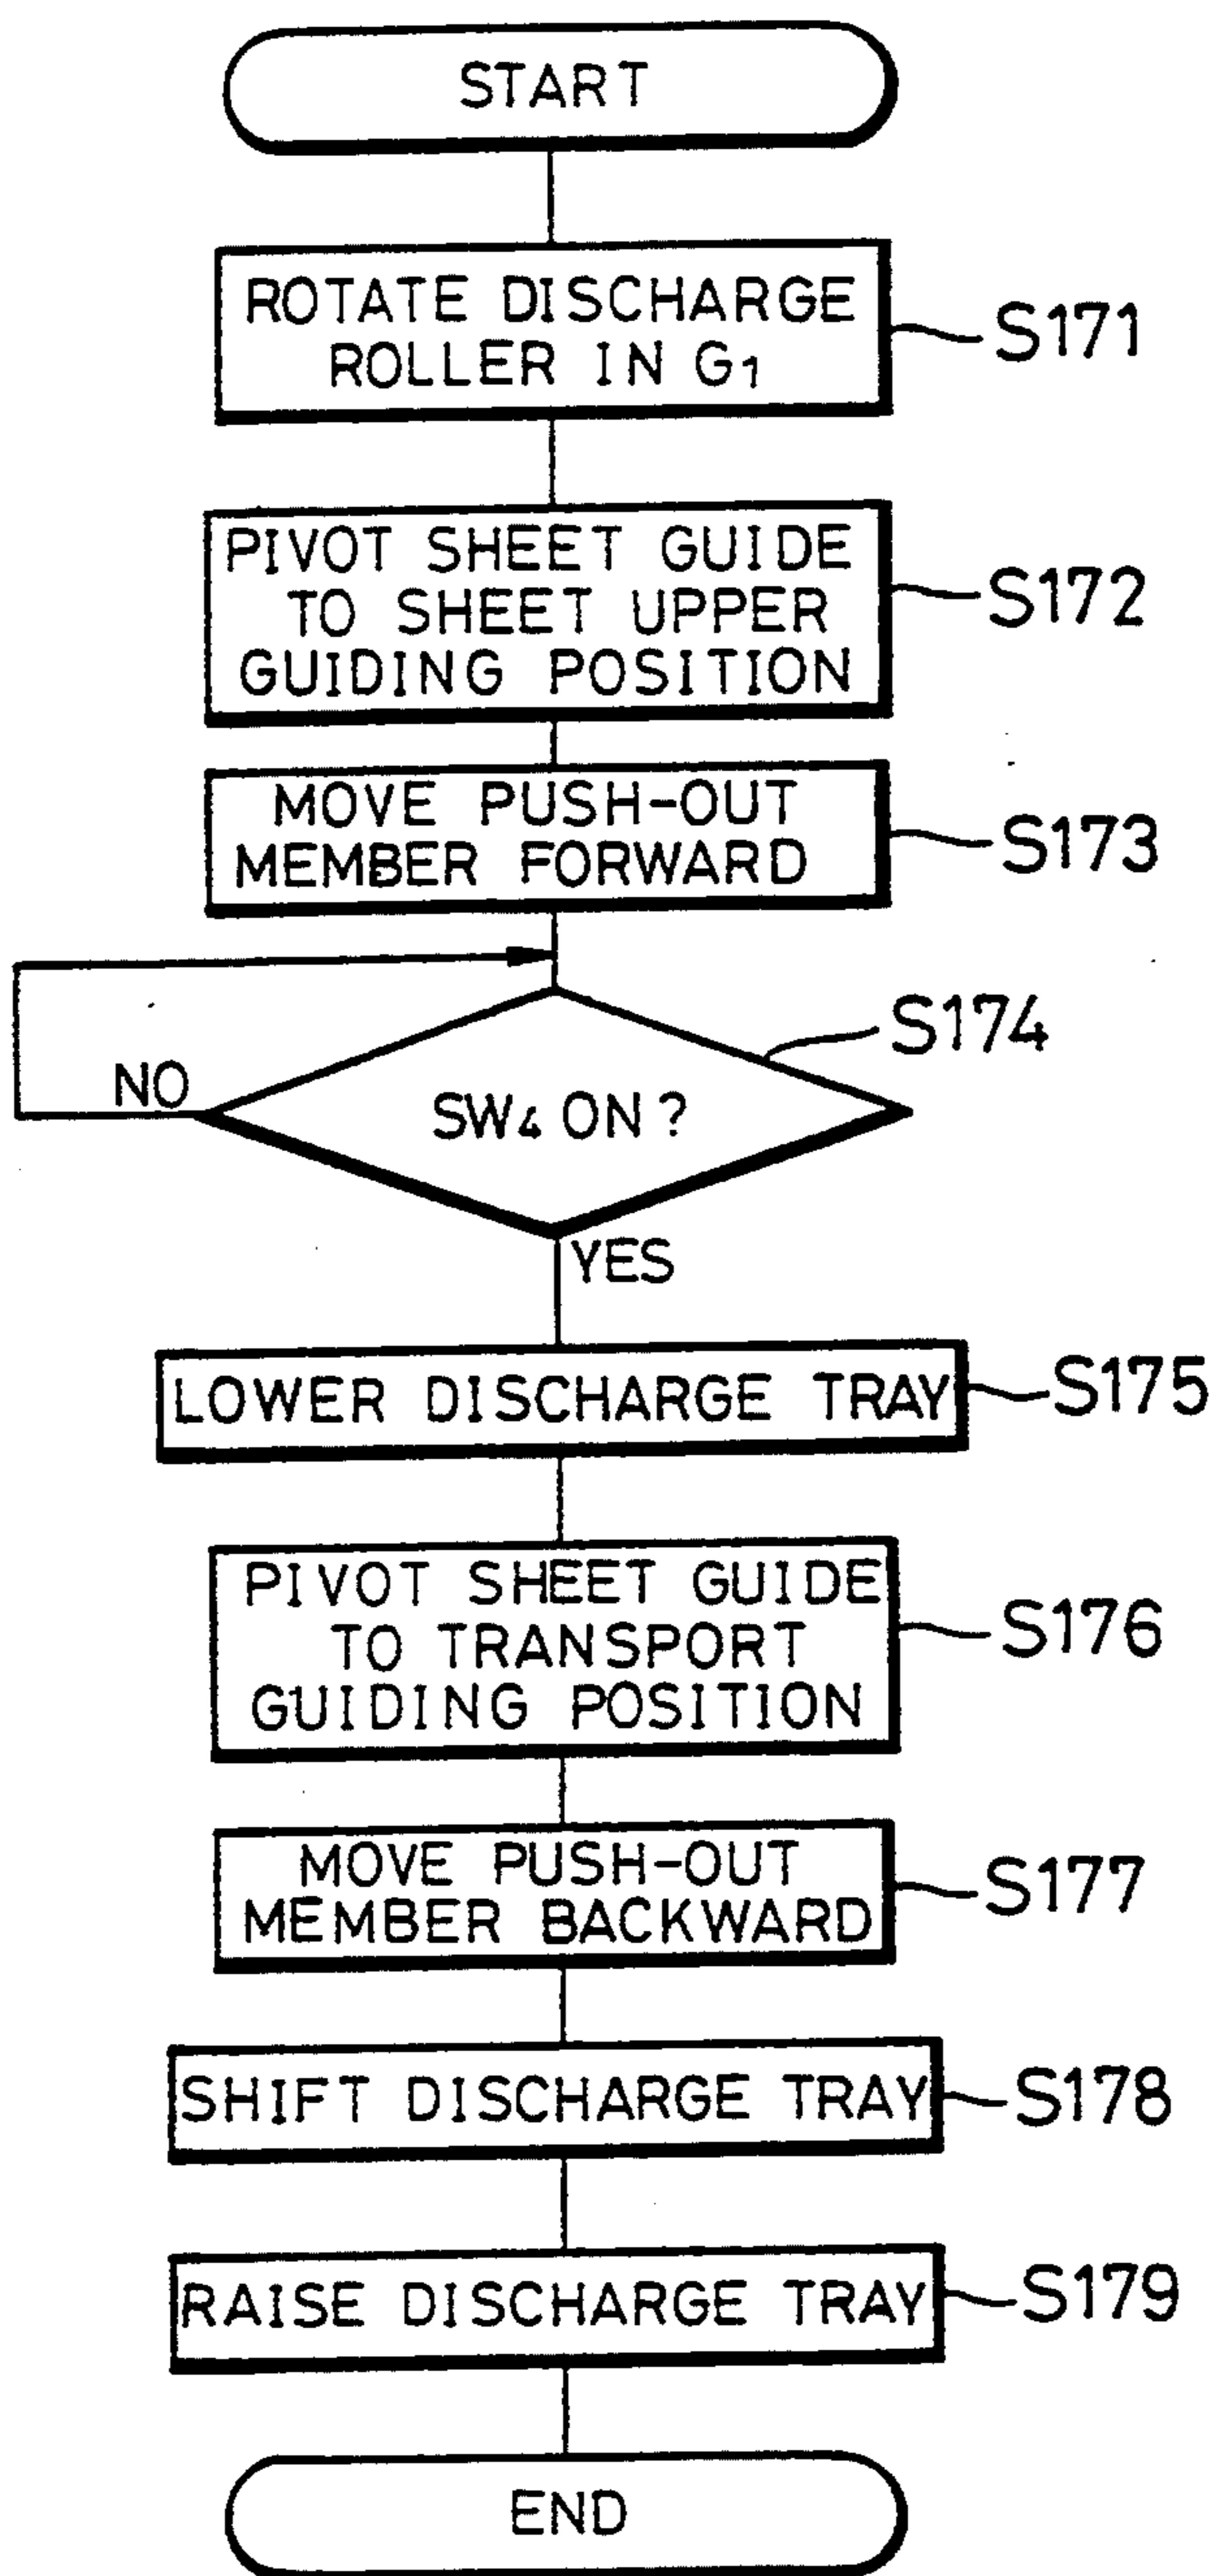 START
ROTATE DISCHARGE
ROLLER IN G₁
S171
PIVOT SHEET GUIDE
TO SHEET UPPER
GUIDING POSITION
S172
MOVE PUSH-OUT
MEMBER FORWARD
S173
S174
NO
SW₄ ON ?
YES
LOWER DISCHARGE TRAY
S175
PIVOT SHEET GUIDE
TO TRANSPORT
GUIDING POSITION
S176
MOVE PUSH-OUT
MEMBER BACKWARD
S177
SHIFT DISCHARGE TRAY
S178
RAISE DISCHARGE TRAY
S179
END